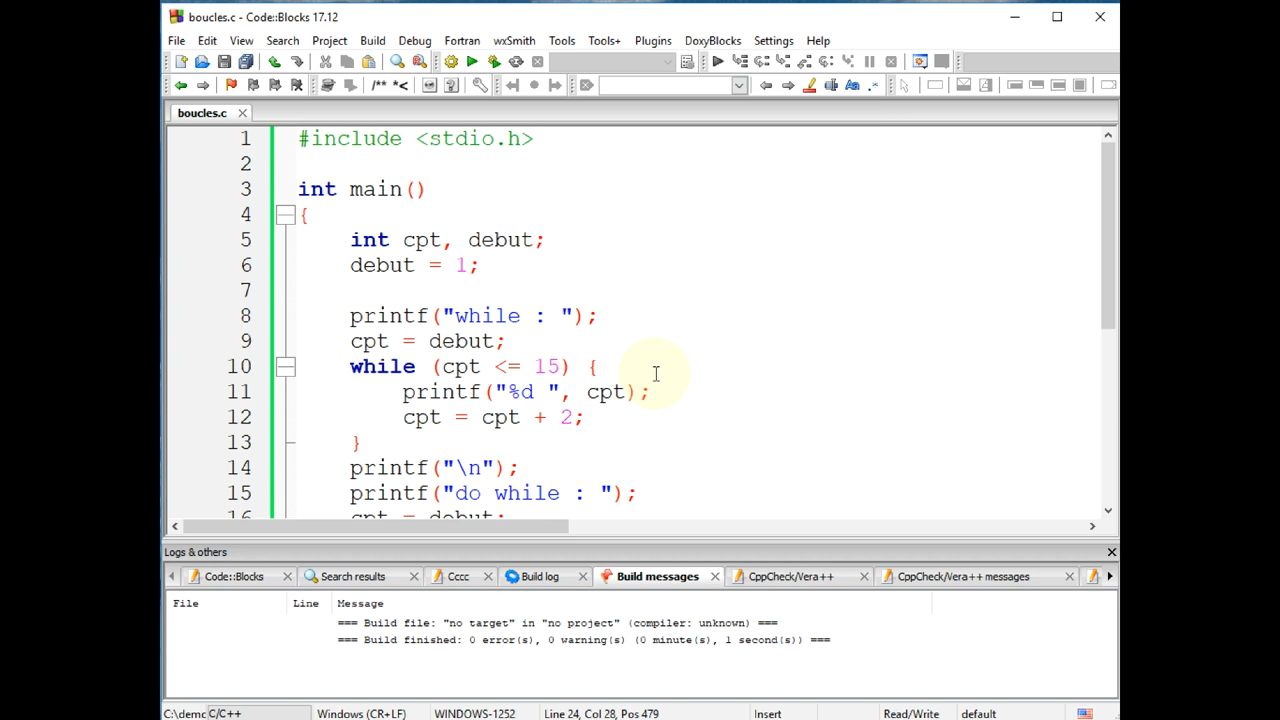 boucles.c - Code::Blocks 17.12
File Edit View Search Project Build Debug Fortran wxSmith Tools Tools+ Plugins DoxyBlocks Settings Help
/** *<
boucles.c
1 #include <stdio.h>
2
3 int main()
4 {
5 int cpt, debut;
6 debut = 1;
7
8 printf("while : ");
9 cpt = debut;
10 while (cpt <= 15) {
11 printf("%d ", cpt);
12 cpt = cpt + 2;
13 }
14 printf("\n");
15 printf("do while : ");
16 cpt = debut;
Logs & others
Code::Blocks Search results Cccc Build log Build messages CppCheck/Vera++ CppCheck/Vera++ messages
File Line Message
=== Build file: "no target" in "no project" (compiler: unknown) ===
=== Build finished: 0 error(s), 0 warning(s) (0 minute(s), 1 second(s)) ===
C:\demo C/C++ Windows (CR+LF) WINDOWS-1252 Line 24, Col 28, Pos 479 Insert Read/Write default